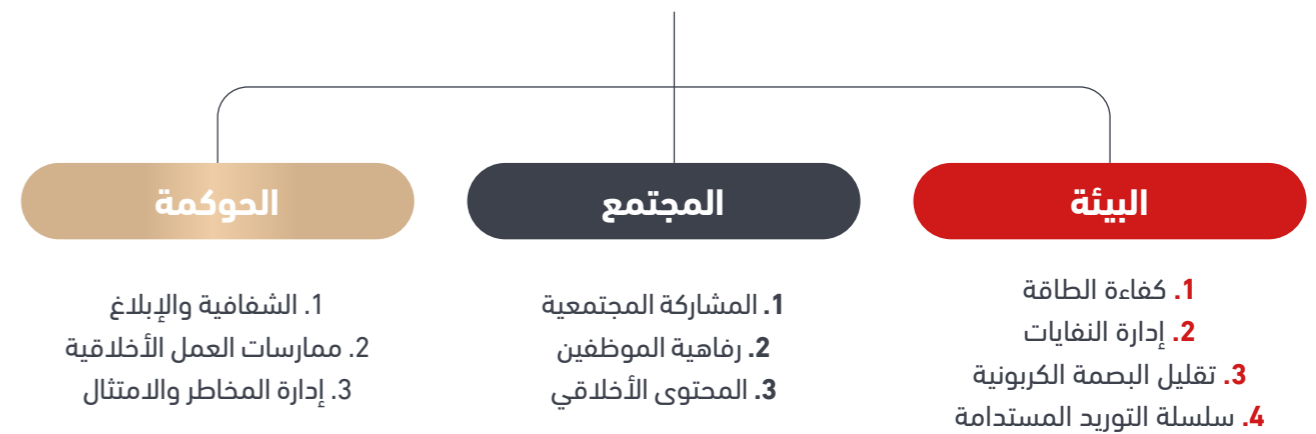 البيئة
1. كفاءة الطاقة
2. إدارة النفايات
3. تقليل البصمة الكربونية
4. سلسلة التوريد المستدامة
المجتمع
1. المشاركة المجتمعية
2. رفاهية الموظفين
3. المحتوى الأخلاقي
الحوكمة
1. الشفافية والإبلاغ
2. ممارسات العمل الأخلاقية
3. إدارة المخاطر والامتثال